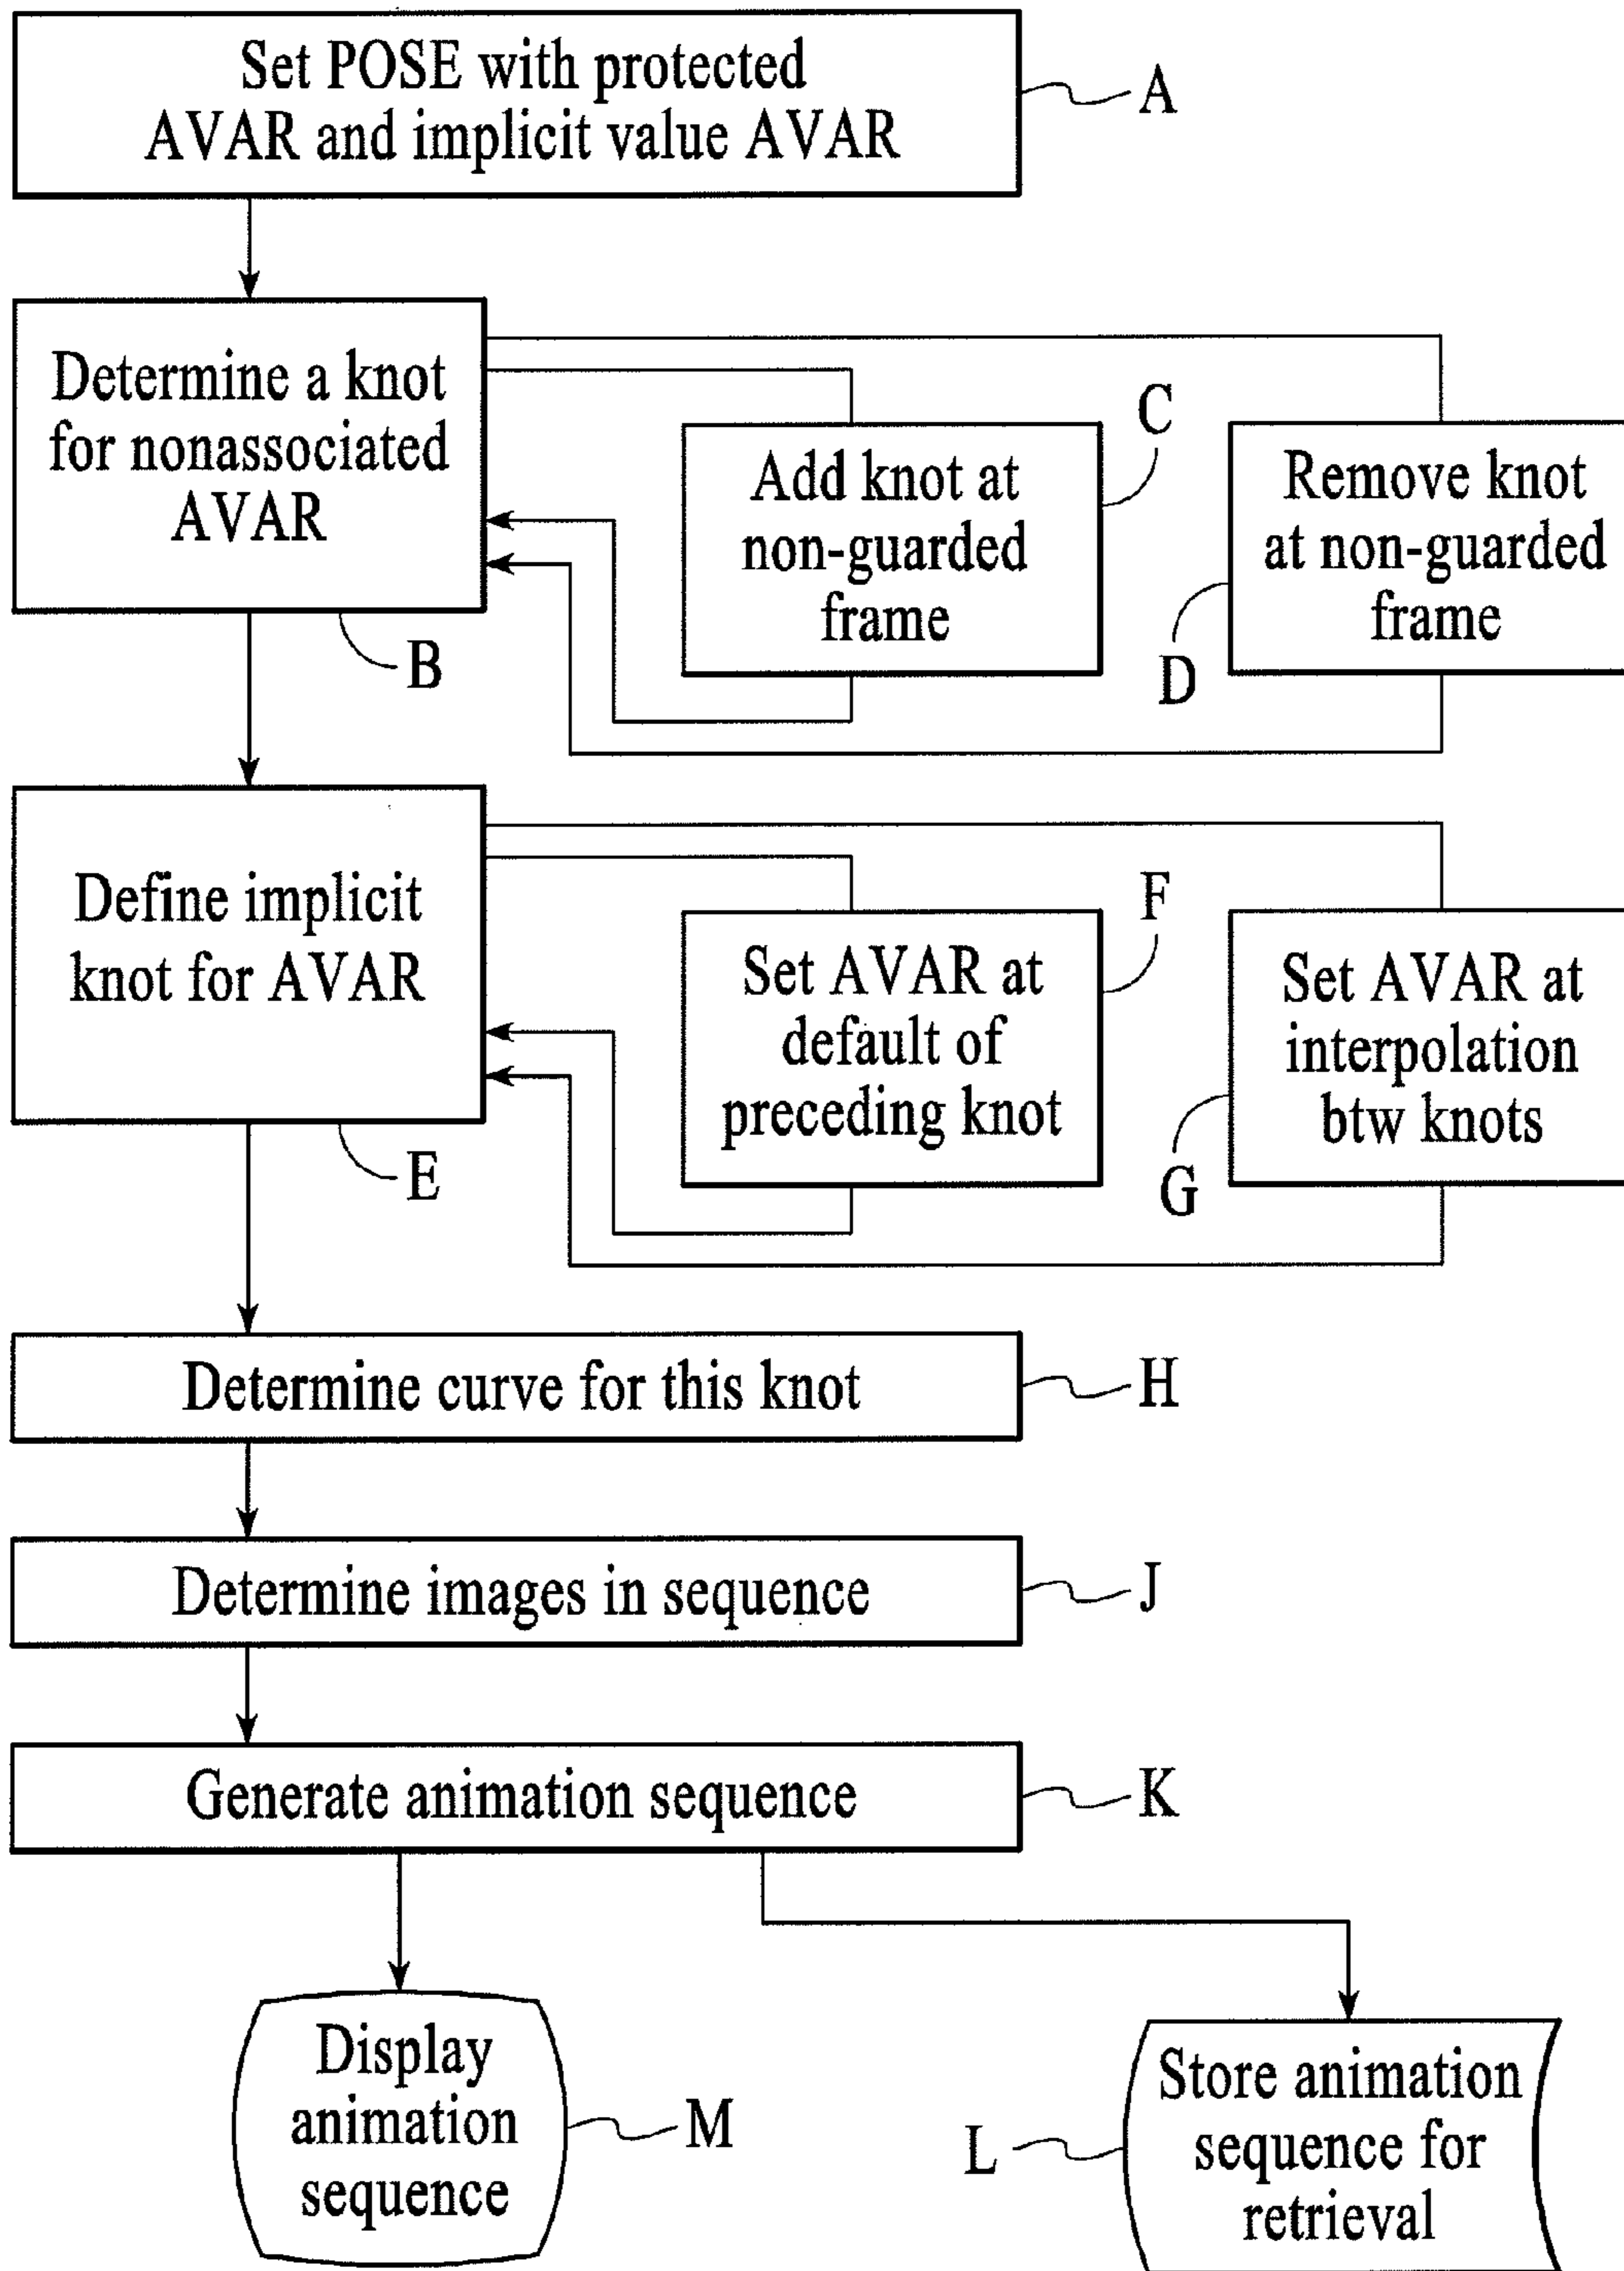 Set POSE with protected
AVAR and implicit value AVAR
A
Determine a knot
for nonassociated
AVAR
B
Add knot at
non-guarded
frame
C
Remove knot
at non-guarded
frame
D
Define implicit
knot for AVAR
E
Set AVAR at
default of
preceding knot
F
Set AVAR at
interpolation
btw knots
G
Determine curve for this knot
H
Determine images in sequence
J
Generate animation sequence
K
Display
animation
sequence
M
Store animation
sequence for
retrieval
L